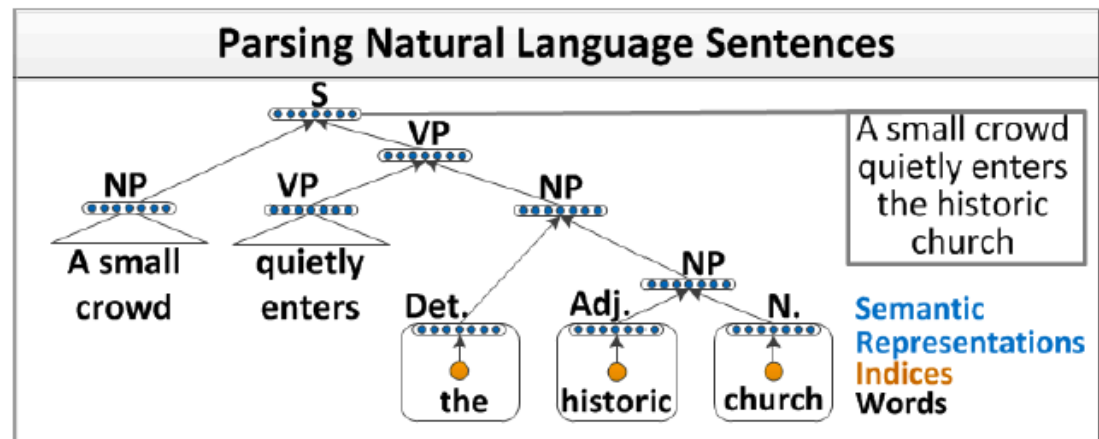 Parsing Natural Language Sentences
S
VP
NP
VP
NP
A small
crowd
quietly
enters
NP
Det.
Adj.
N.
the
historic
church
A small crowd
quietly enters
the historic
church
Semantic
Representations
Indices
Words